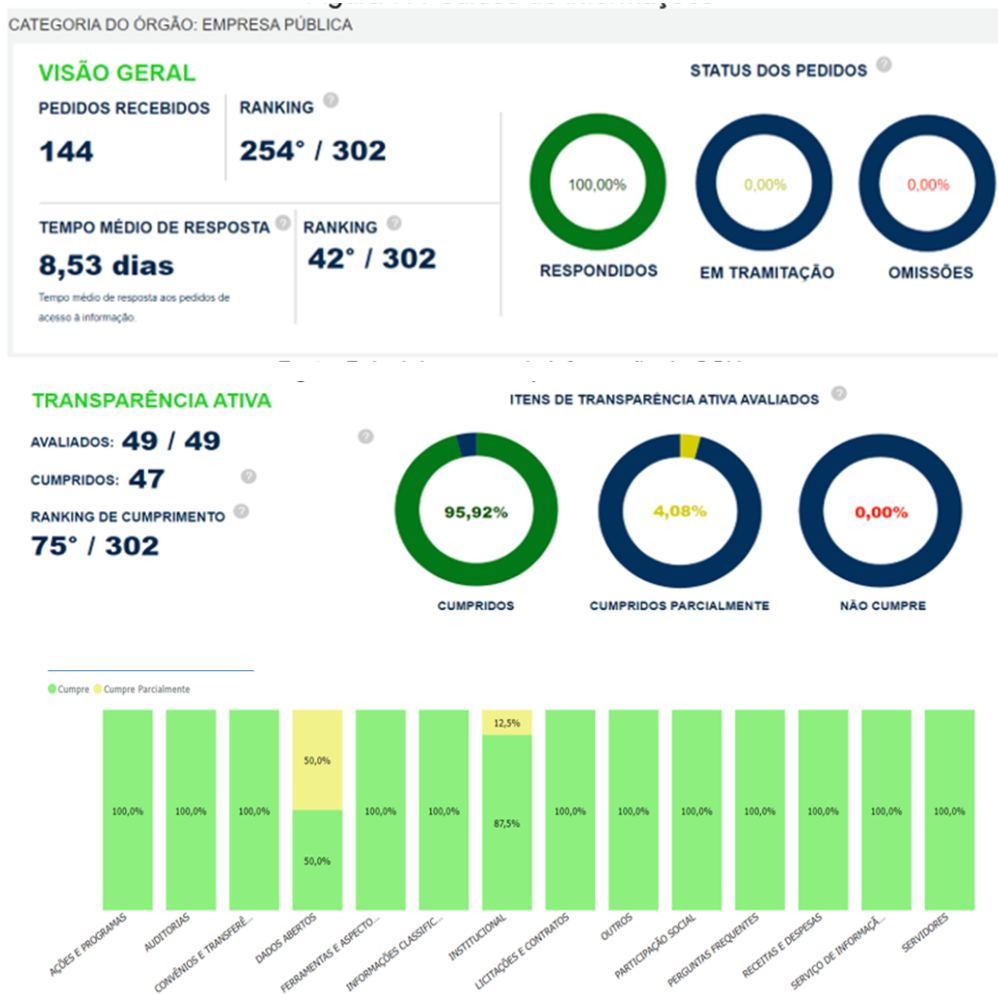 CATEGORIA DO ÓRGÃO: EMPRESA PÚBLICA
VISÃO GERAL
PEDIDOS RECEBIDOS
144
RANKING ?
254° / 302
TEMPO MÉDIO DE RESPOSTA ?
8,53 dias
Tempo médio de resposta aos pedidos de
acesso à informação.
RANKING ?
42° / 302
STATUS DOS PEDIDOS ?
100,00%
0,00%
0,00%
RESPONDIDOS
EM TRAMITAÇÃO
OMISSÕES
TRANSPARÊNCIA ATIVA
AVALIADOS: 49 / 49 ?
CUMPRIDOS: 47 ?
RANKING DE CUMPRIMENTO ?
75° / 302
ITENS DE TRANSPARÊNCIA ATIVA AVALIADOS ?
95,92%
4,08%
0,00%
CUMPRIDOS
CUMPRIDOS PARCIALMENTE
NÃO CUMPRE
Cumpre
Cumpre Parcialmente
100,0%
100,0%
100,0%
50,0%
50,0%
100,0%
100,0%
12,5%
87,5%
100,0%
100,0%
100,0%
100,0%
100,0%
100,0%
100,0%
AÇÕES E PROGRAMAS
AUDITORIAS
CONVÊNIOS E TRANSFERÊ...
DADOS ABERTOS
FERRAMENTAS E ASPECTO...
INFORMAÇÕES CLASSIFIC...
INSTITUCIONAL
LICITAÇÕES E CONTRATOS
OUTROS
PARTICIPAÇÃO SOCIAL
PERGUNTAS FREQUENTES
RECEITAS E DESPESAS
SERVIÇO DE INFORMAÇÃ...
SERVIDORES